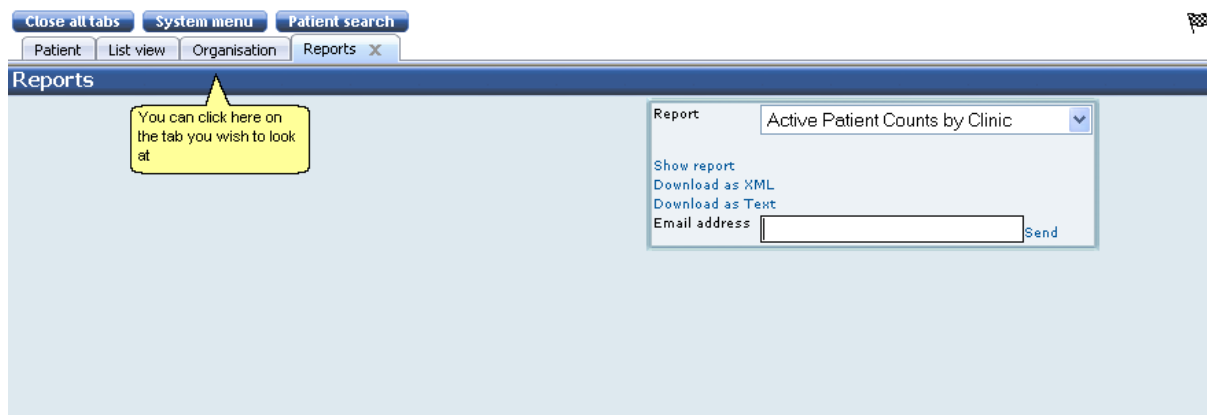 Close all tabs System menu Patient search
Patient List view Organisation Reports X
Reports
You can click here on
the tab you wish to look
at
Report Active Patient Counts by Clinic
Show report
Download as XML
Download as Text
Email address Send